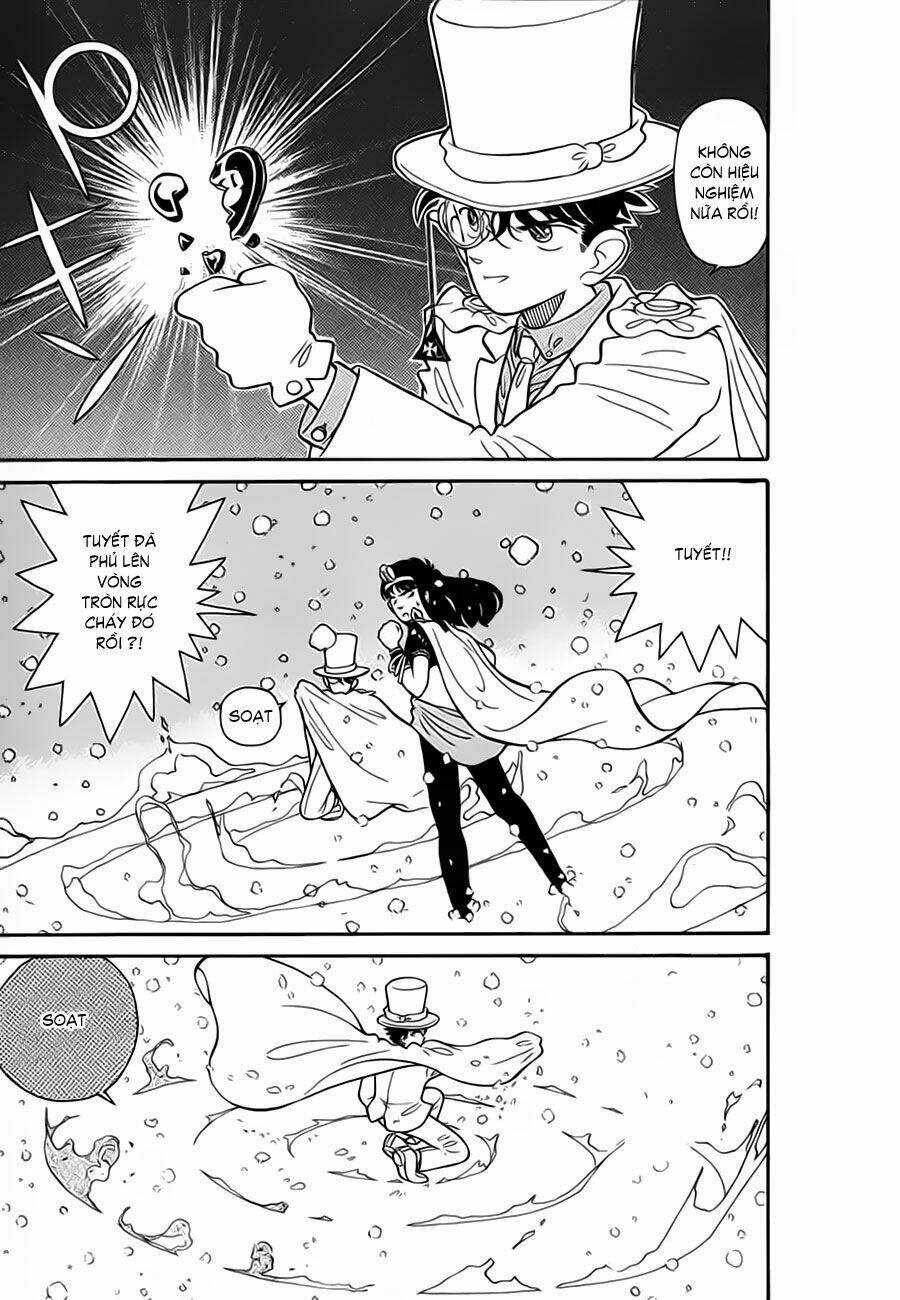 KHÔNG
CÒN HIỆU
NGHIỆM
NỮA RỒI!
TUYẾT!!
TUYẾT ĐÃ
PHỦ LÊN
VÒNG
TRÒN RỰC
CHÁY ĐÓ
RỒI ?!
SOẠT
SOẠT